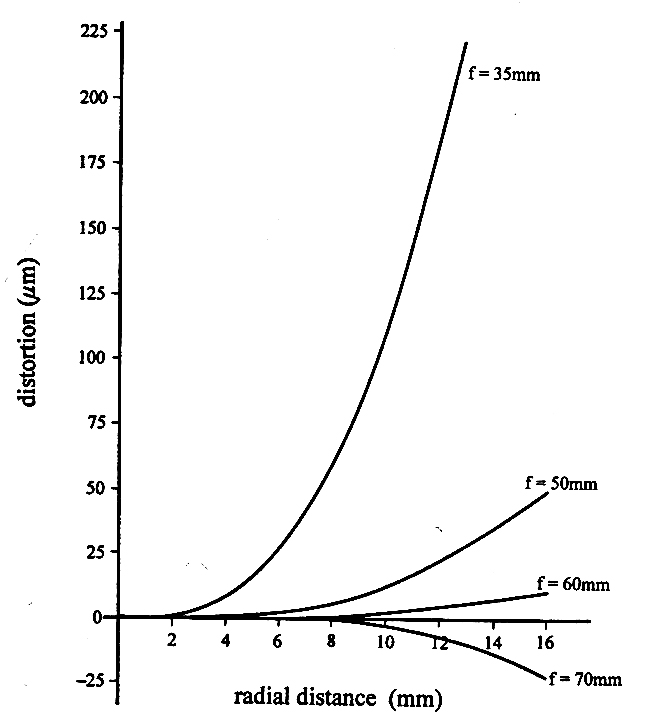 225
200
175
150
125
100
75
50
25
0
-25
distortion (μm)
f = 35mm
f = 50mm
f = 60mm
f = 70mm
2 4 6 8 10 12 14 16
radial distance (mm)